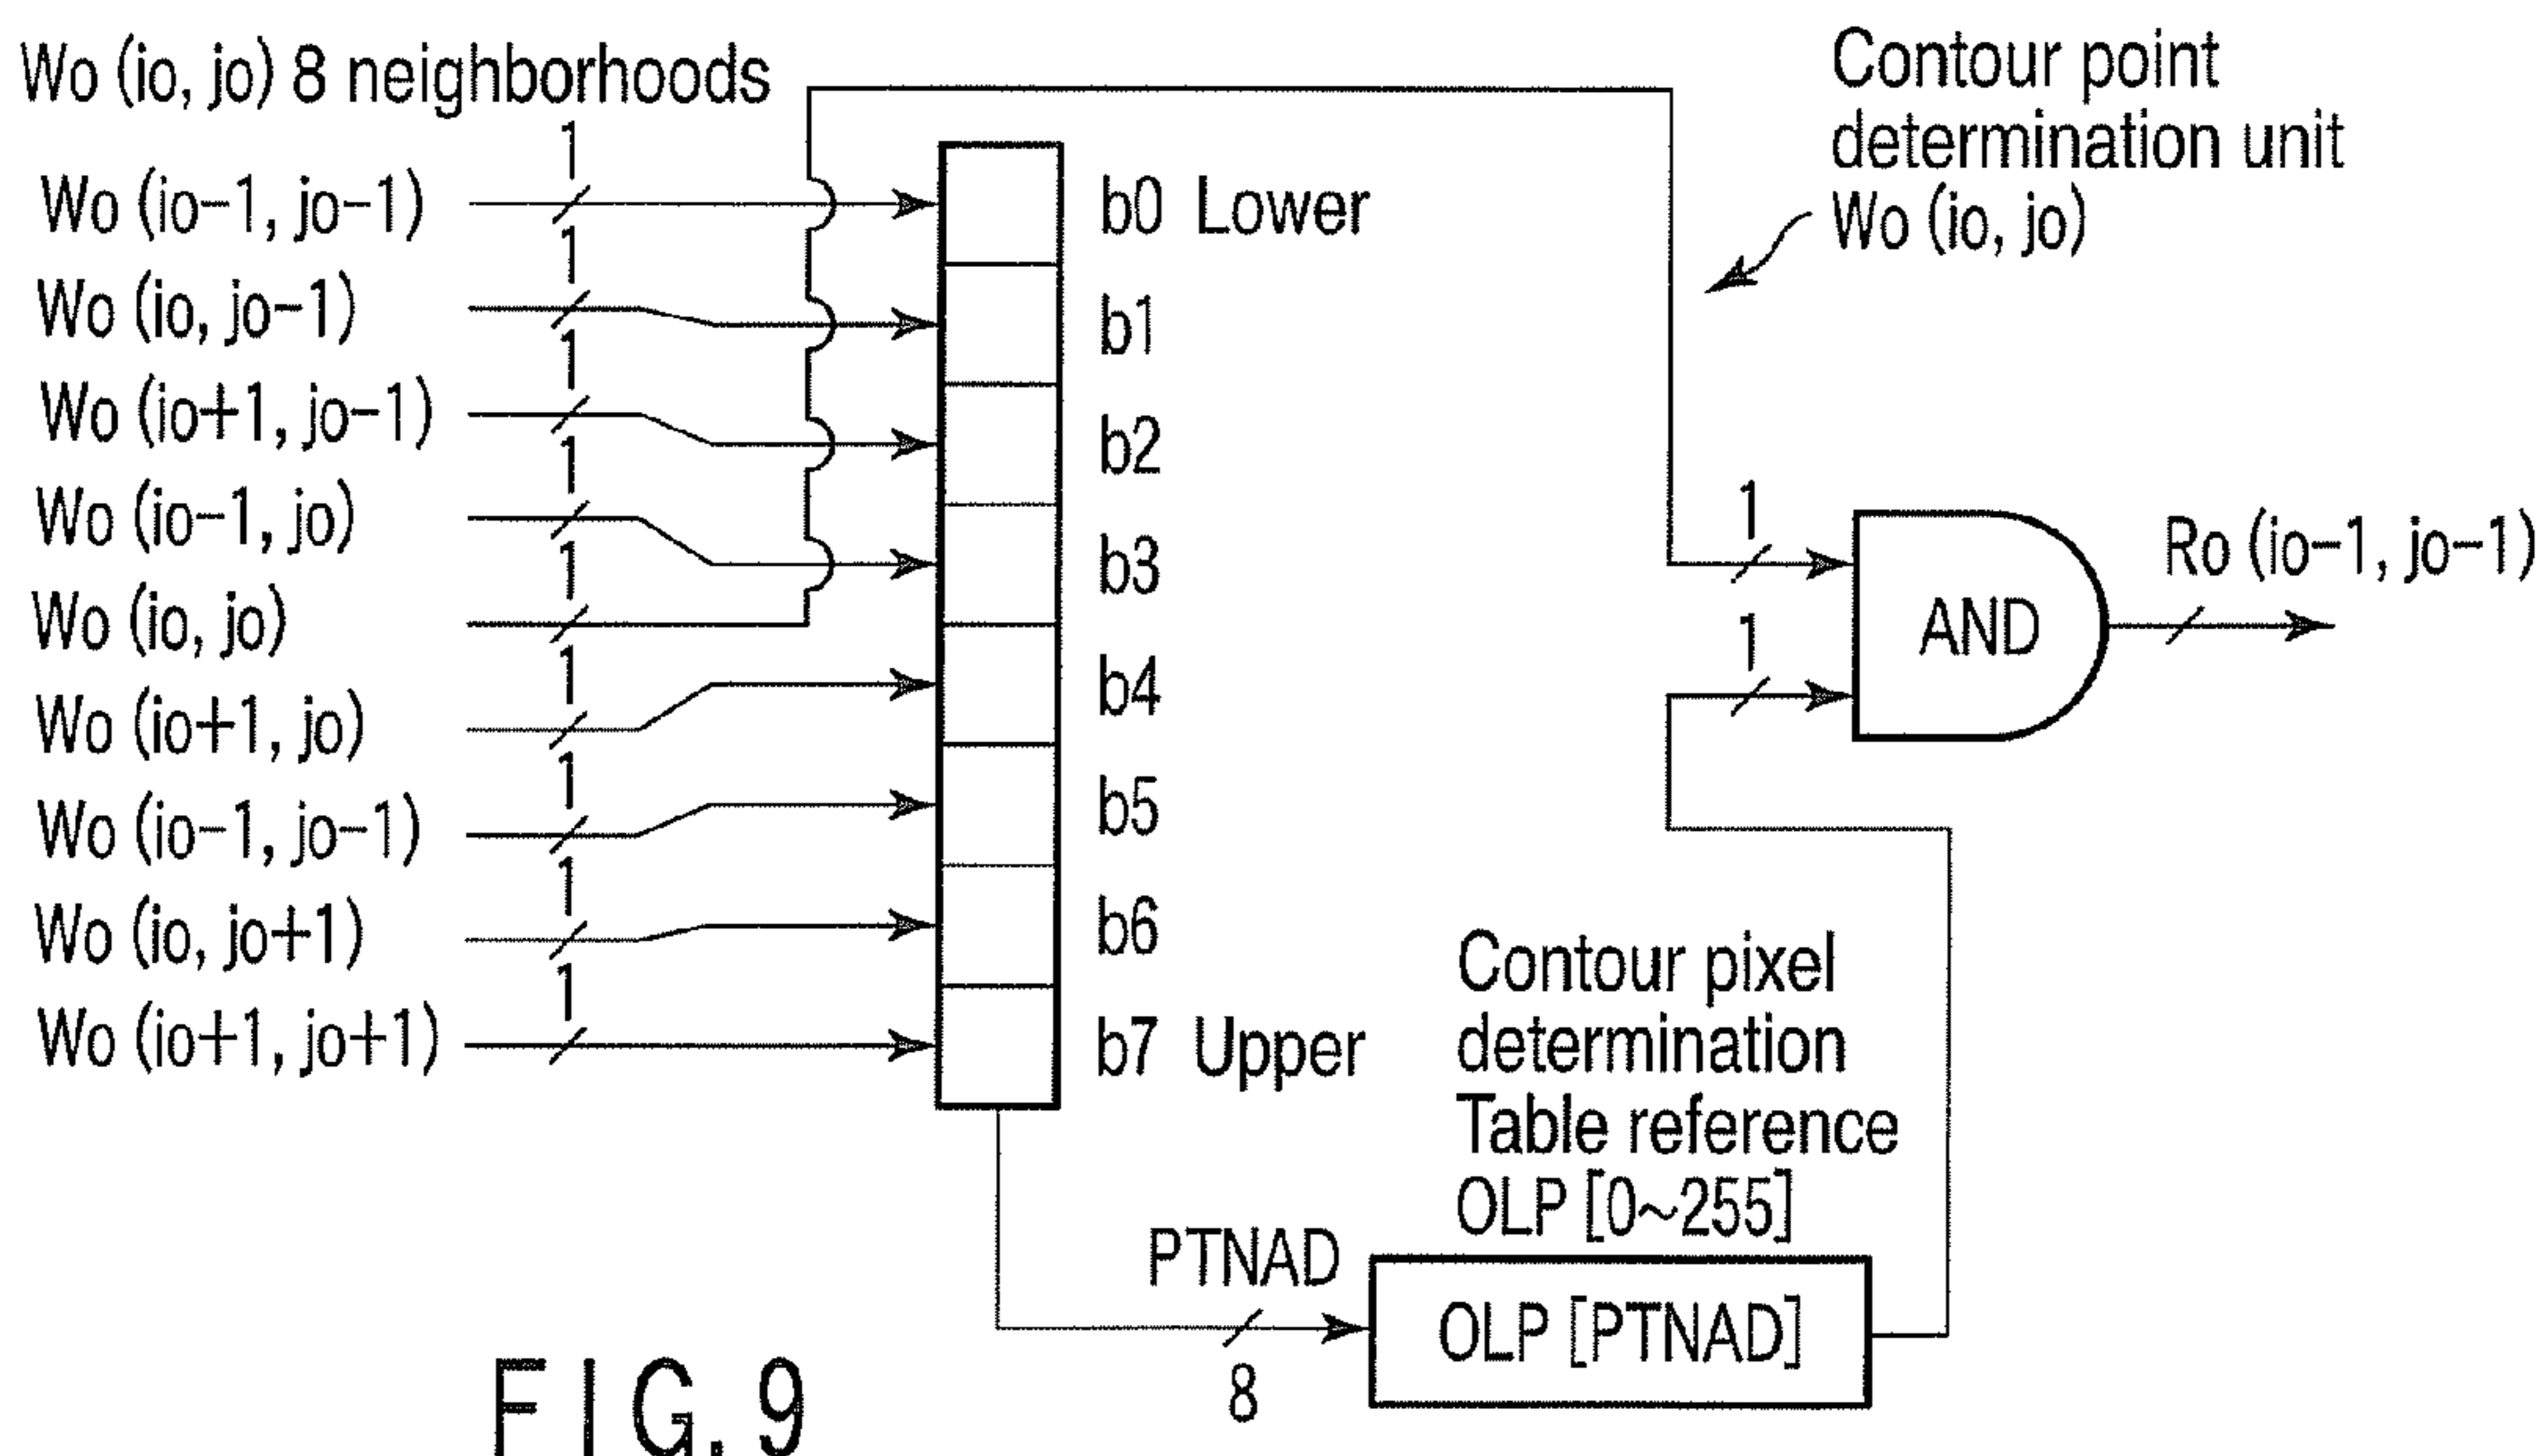 Wo (io, jo) 8 neighborhoods
1
Wo (io-1, jo-1)
1
Wo (io, jo-1)
1
Wo (io+1, jo-1)
1
Wo (io-1, jo)
1
Wo (io, jo)
1
Wo (io+1, jo)
1
Wo (io-1, jo-1)
1
Wo (io, jo+1)
1
Wo (io+1, jo+1)
b0 Lower
b1
b2
b3
b4
b5
b6
b7 Upper
Contour point
determination unit
Wo (io, jo)
1
1
AND
Ro (io-1, jo-1)
Contour pixel
determination
Table reference
OLP [0~255]
PTNAD
8
OLP [PTNAD]
FIG. 9